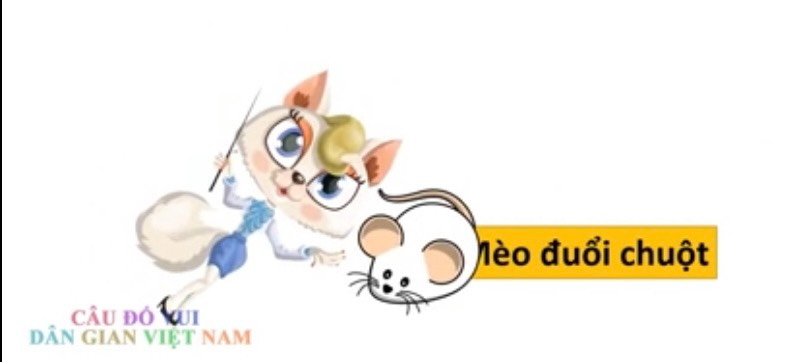 Mèo đuổi chuột
CÂU ĐỐ VUI
DÂN GIAN VIỆT NAM